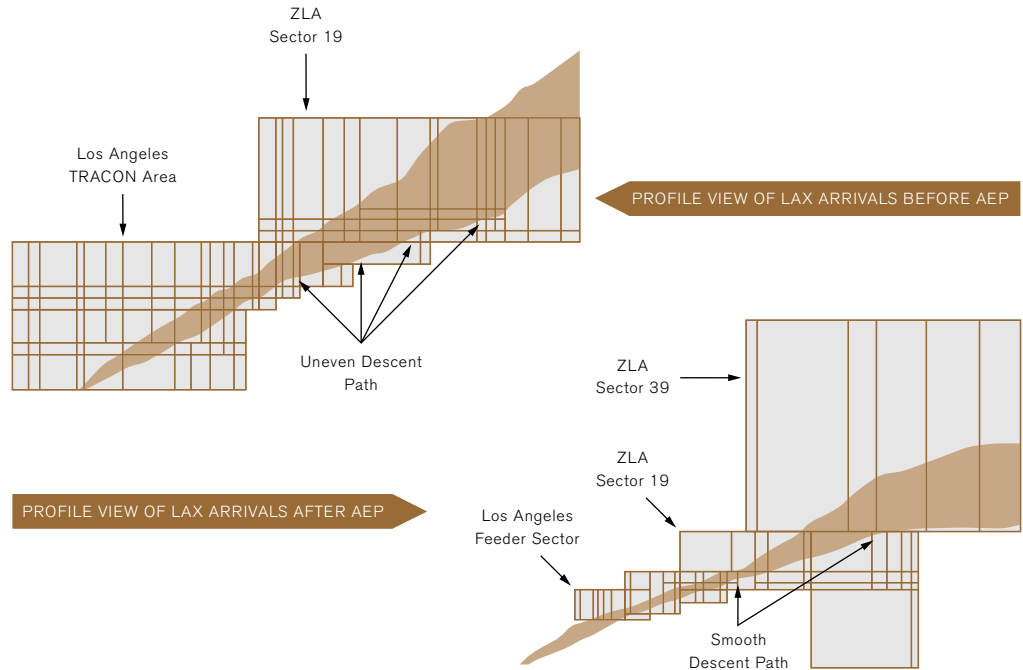 ZLA
Sector 19
Los Angeles
TRACON Area
PROFILE VIEW OF LAX ARRIVALS BEFORE AEP
Uneven Descent
Path
ZLA
Sector 39
ZLA
Sector 19
PROFILE VIEW OF LAX ARRIVALS AFTER AEP
Los Angeles
Feeder Sector
Smooth
Descent Path